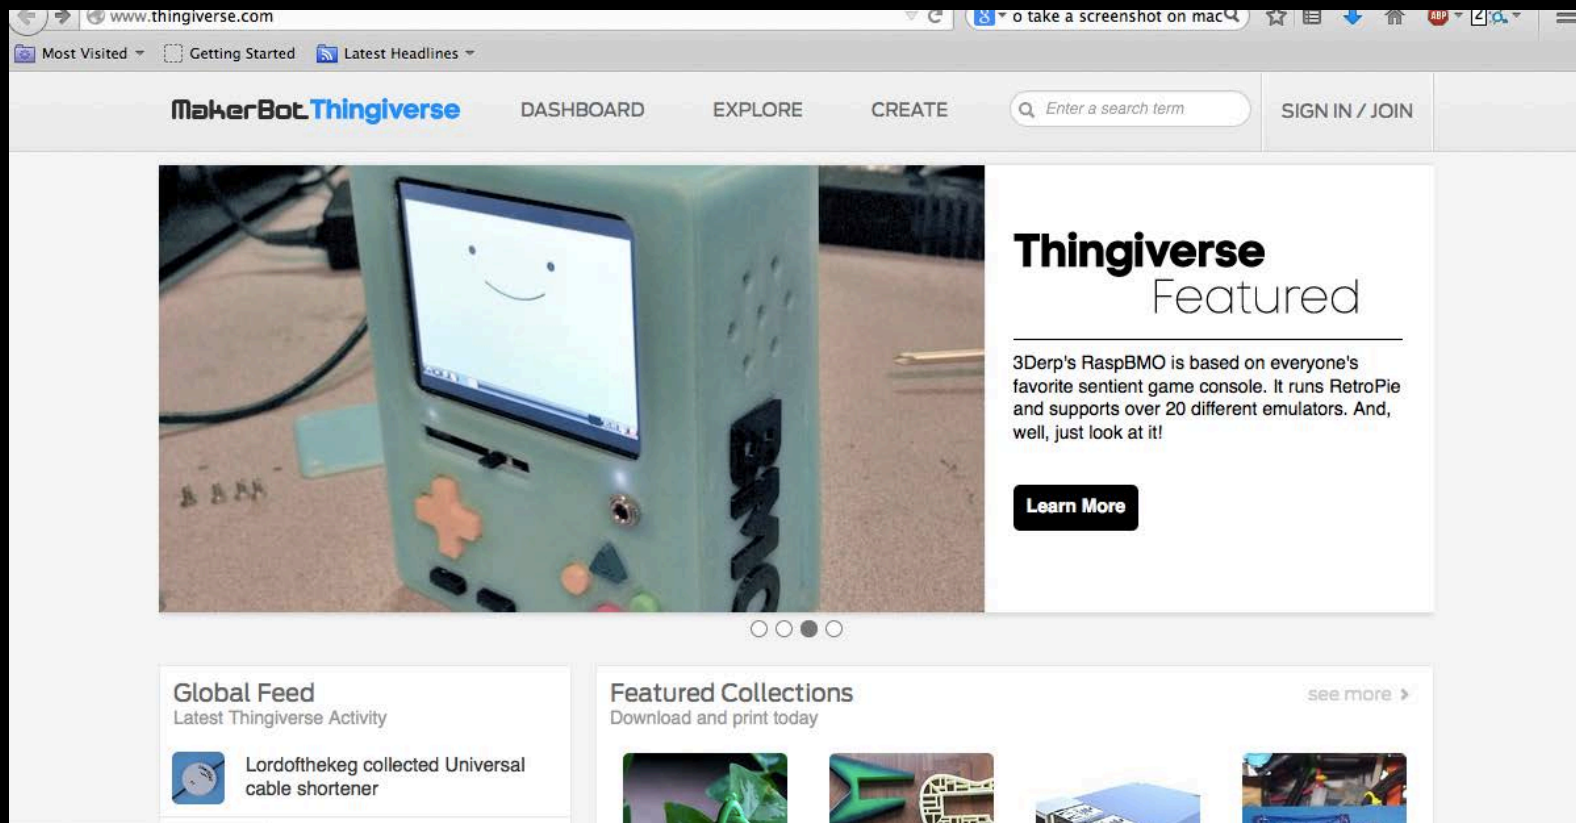 www.thingiverse.com
o take a screenshot on mac
ABP
Most Visited
Getting Started
Latest Headlines
MakerBot Thingiverse
DASHBOARD
EXPLORE
CREATE
Enter a search term
SIGN IN / JOIN
BMO
Thingiverse
Featured
3Derp's RaspBMO is based on everyone's
favorite sentient game console. It runs RetroPie
and supports over 20 different emulators. And,
well, just look at it!
Learn More
Global Feed
Latest Thingiverse Activity
Lordofthekeg collected Universal
cable shortener
Featured Collections
Download and print today
see more